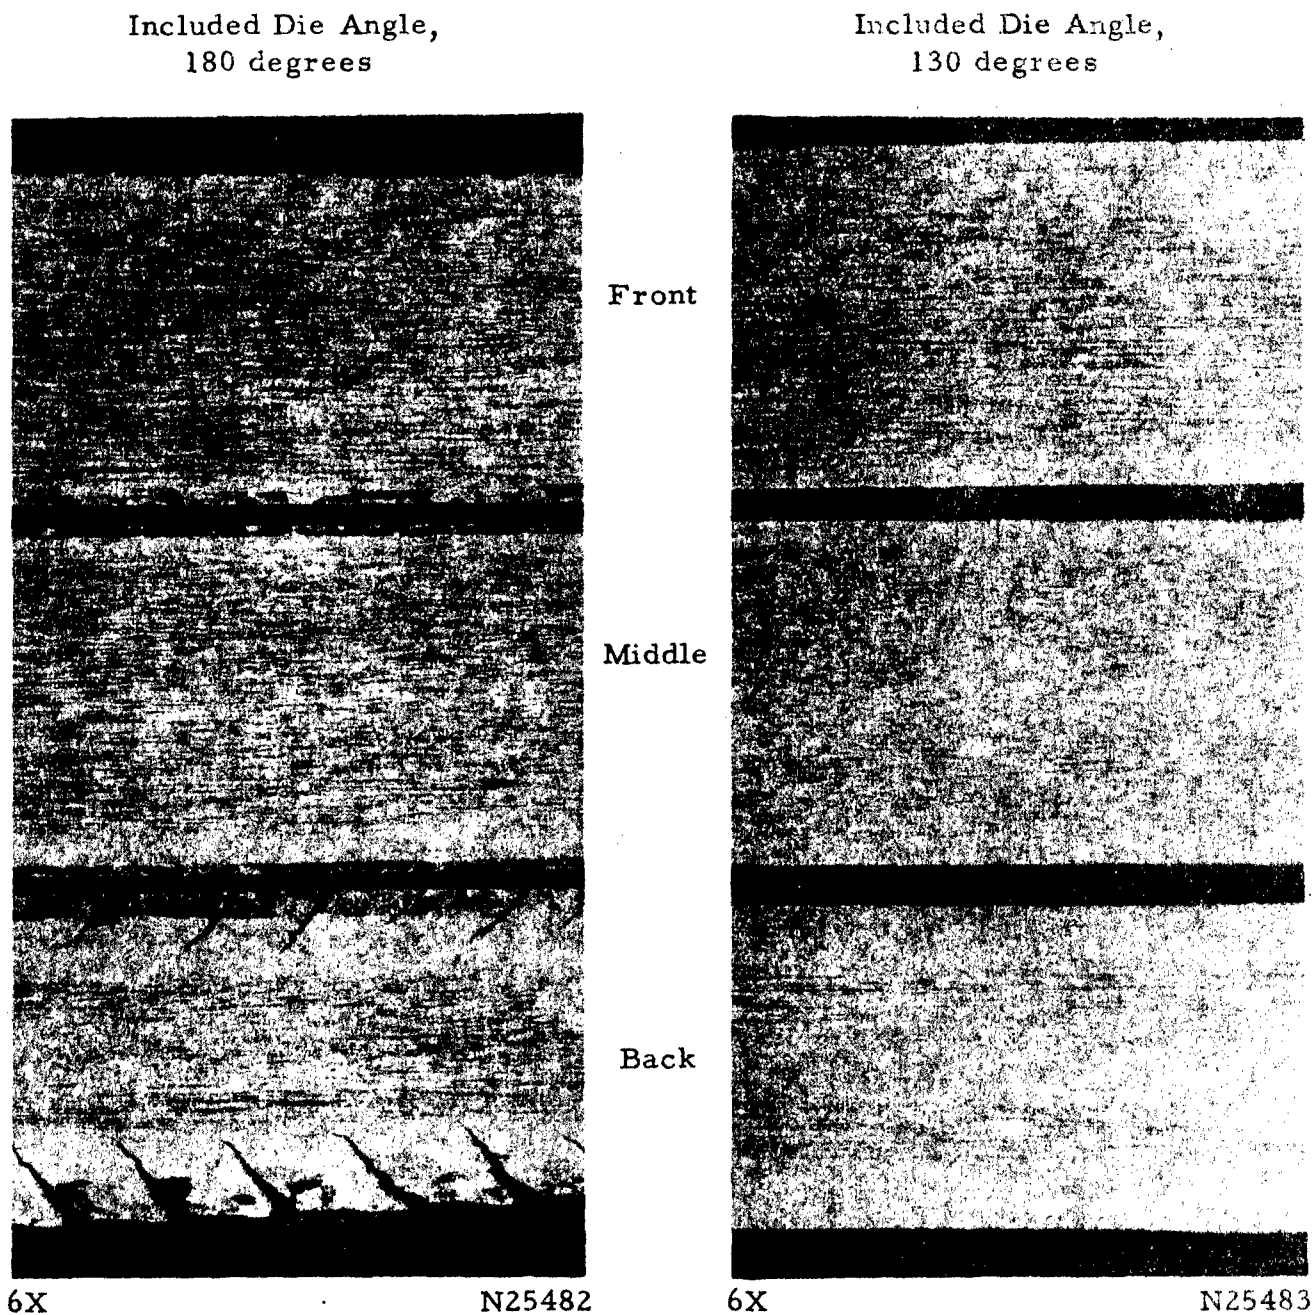 Included Die Angle,
180 degrees
Included Die Angle,
130 degrees
Front
Middle
Back
6X
N25482
6X
N25483